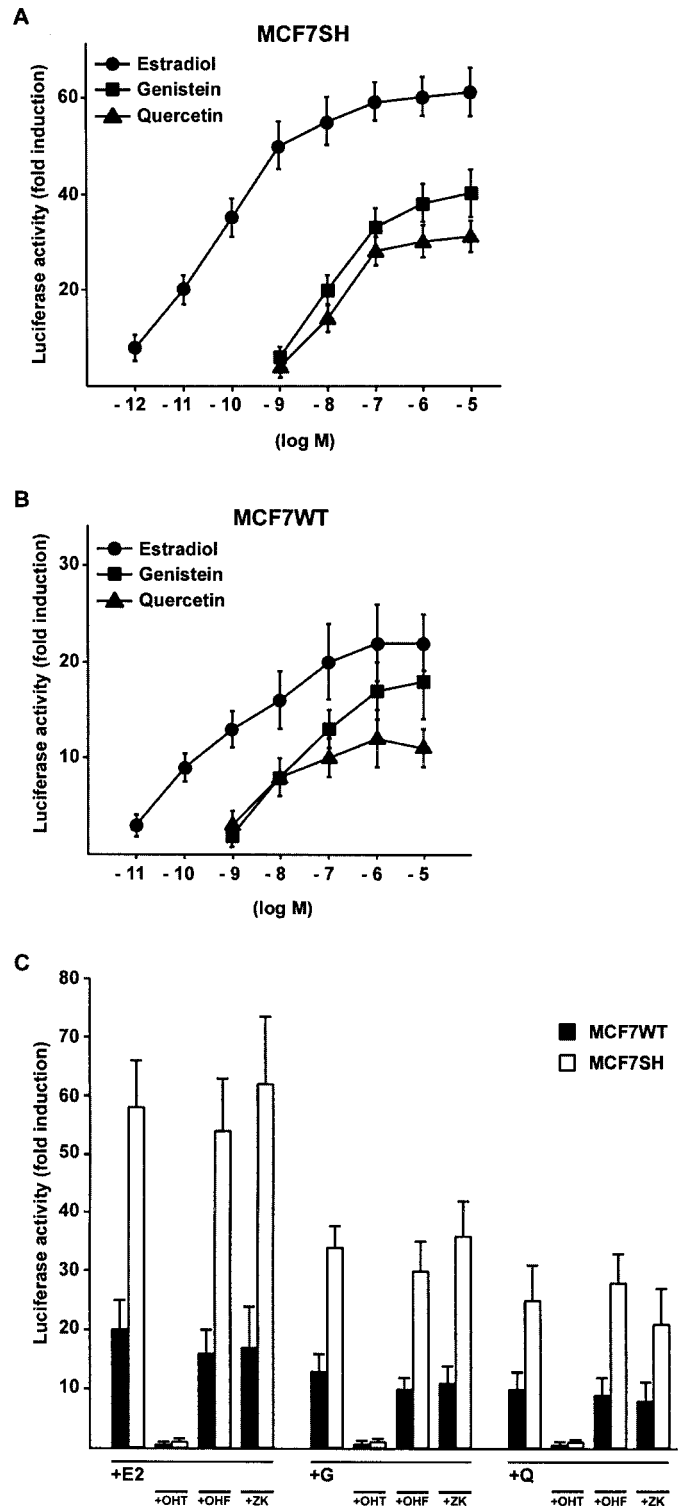 A
MCF7SH
Estradiol
Genistein
Quercetin
Luciferase activity (fold induction)
60
40
20
- 12 - 11 - 10 - 9 - 8 - 7 - 6 - 5
(log M)
B
MCF7WT
Estradiol
Genistein
Quercetin
Luciferase activity (fold induction)
30
20
10
- 11 - 10 - 9 - 8 - 7 - 6 - 5
(log M)
C
MCF7WT
MCF7SH
Luciferase activity (fold induction)
80
70
60
50
40
30
20
10
+E2 +G +Q
+OHT +OHF +ZK +OHT +OHF +ZK +OHT +OHF +ZK